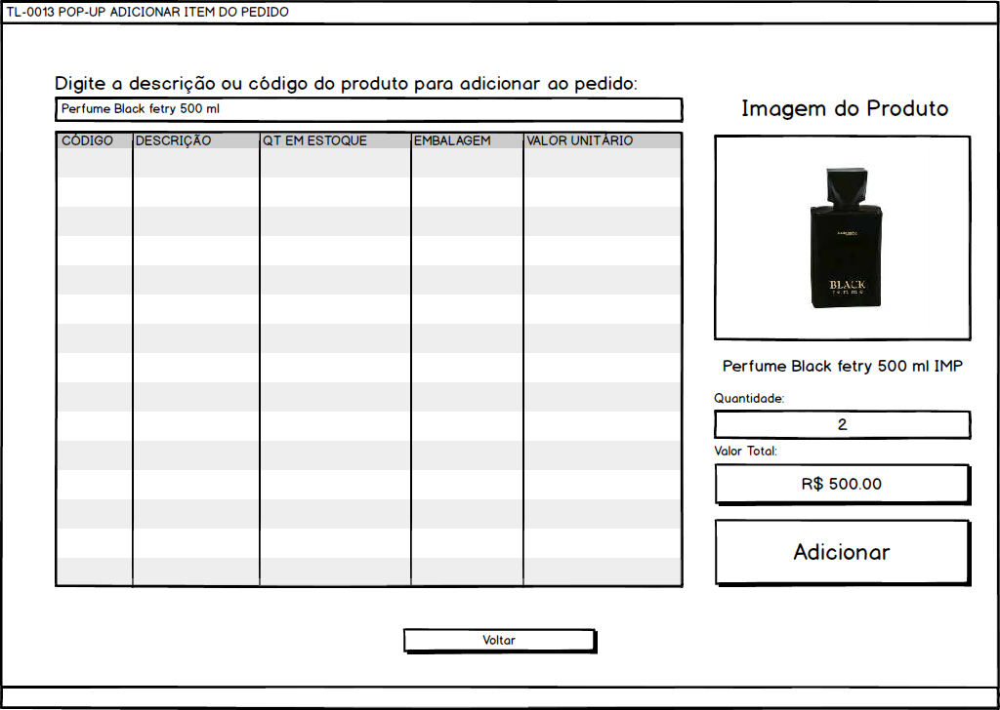 TL-0013 POP-UP ADICIONAR ITEM DO PEDIDO
Digite a descrição ou código do produto para adicionar ao pedido:
Perfume Black fetry 500 ml
CÓDIGO DESCRIÇÃO QT EM ESTOQUE EMBALAGEM VALOR UNITÁRIO
Imagem do Produto
BLACK
femme
Perfume Black fetry 500 ml IMP
Quantidade:
2
Valor Total:
R$ 500.00
Adicionar
Voltar